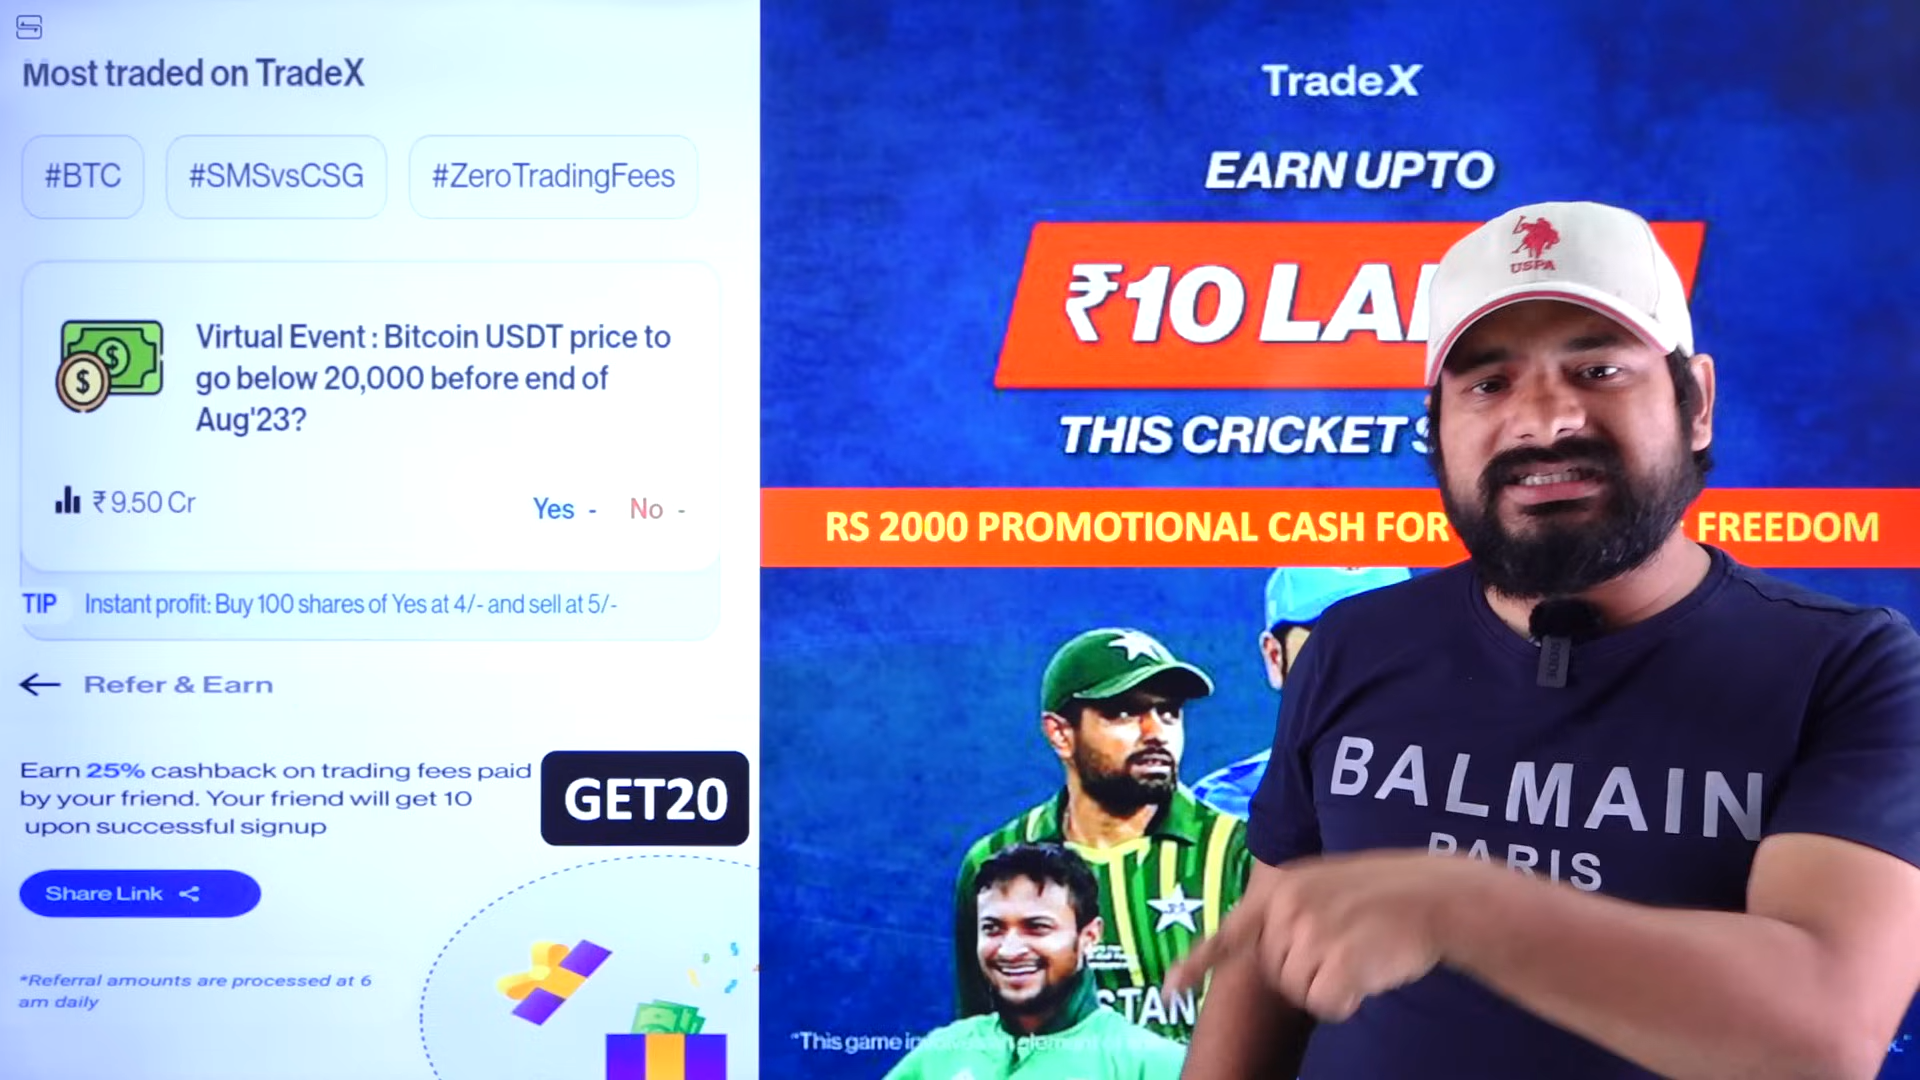 Most traded on TradeX
#BTC
#SMSvsCSG
#ZeroTradingFees
Virtual Event : Bitcoin USDT price to
go below 20,000 before end of
Aug'23?
₹ 9.50 Cr
Yes -
No -
TIP
Instant profit: Buy 100 shares of Yes at 4/- and sell at 5/-
Refer & Earn
Earn 25% cashback on trading fees paid
by your friend. Your friend will get 10
upon successful signup
GET20
Share Link
*Referral amounts are processed at 6
am daily
TradeX
EARN UPTO
₹10 LA
THIS CRICKET
RS 2000 PROMOTIONAL CASH FOR FREEDOM
USPA
BALMAIN
PARIS
STAN
"This game